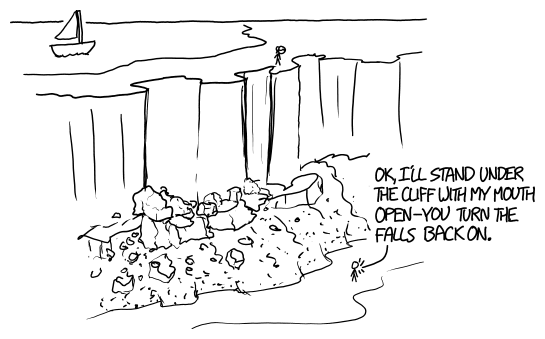 OK, I'LL STAND UNDER
THE CLIFF WITH MY MOUTH
OPEN—YOU TURN THE
FALLS BACK ON.